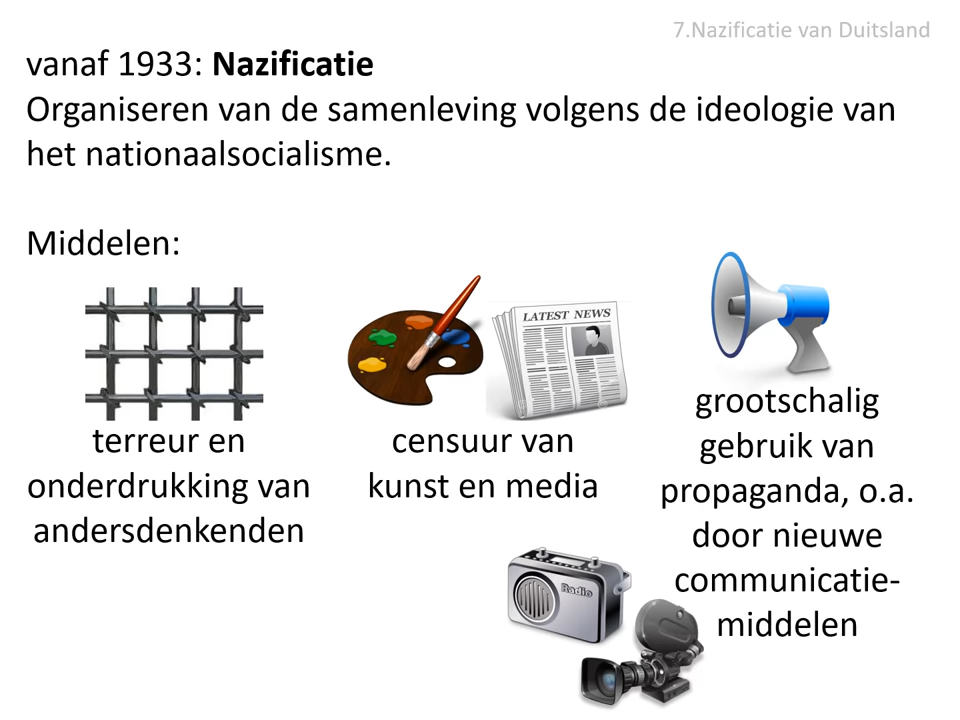 7.Nazificatie van Duitsland
vanaf 1933: Nazificatie
Organiseren van de samenleving volgens de ideologie van
het nationaalsocialisme.
Middelen:
LATEST NEWS
terreur en
onderdrukking van
andersdenkenden
censuur van
kunst en media
grootschalig
gebruik van
propaganda, o.a.
door nieuwe
communicatie-
middelen
Radio